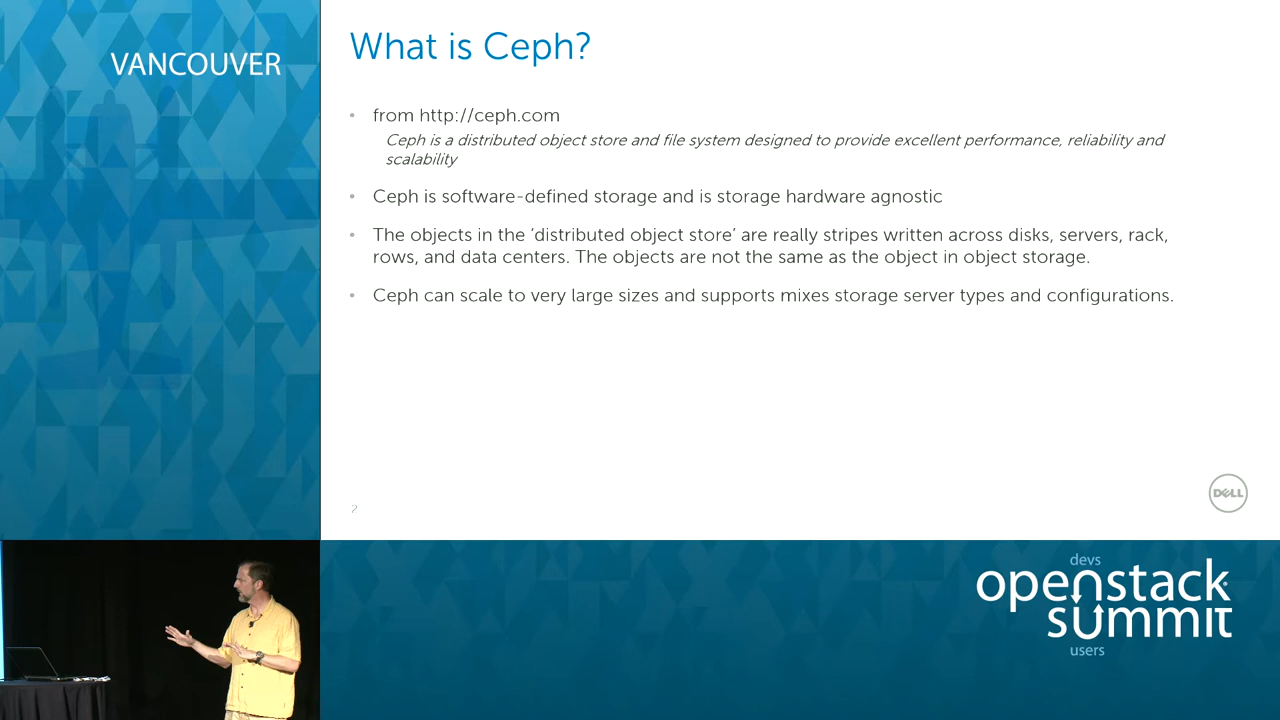 VANCOUVER
What is Ceph?
• from http://ceph.com
Ceph is a distributed object store and file system designed to provide excellent performance, reliability and
scalability
• Ceph is software-defined storage and is storage hardware agnostic
• The objects in the ‘distributed object store’ are really stripes written across disks, servers, rack,
rows, and data centers. The objects are not the same as the object in object storage.
• Ceph can scale to very large sizes and supports mixes storage server types and configurations.
2
DELL
devs
openstack
summit
users